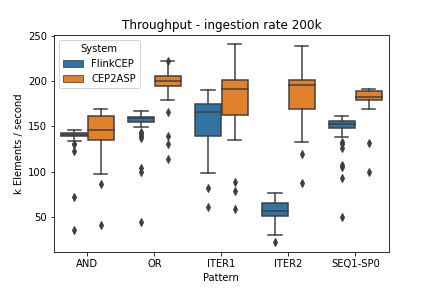 Throughput - ingestion rate 200k
System
FlinkCEP
CEP2ASP
250
200
150
100
50
k Elements / second
AND OR ITER1 ITER2 SEQ1-SP0
Pattern